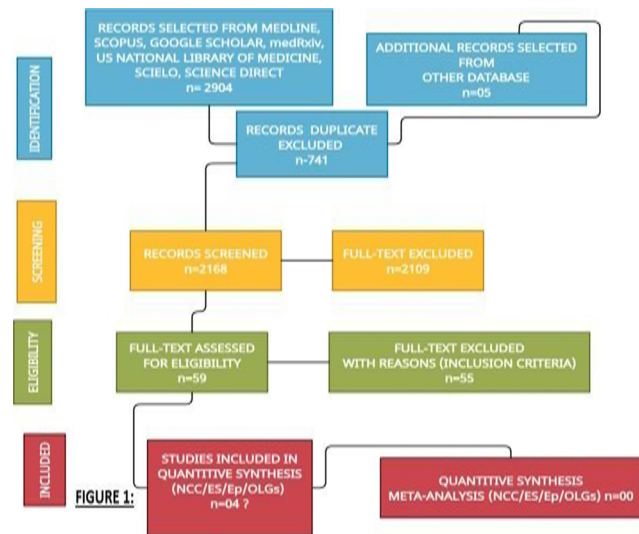 RECORDS SELECTED FROM MEDLINE,
SCOPUS, GOOGLE SCHOLAR, medRxiv,
US NATIONAL LIBRARY OF MEDICINE,
SCIELO, SCIENCE DIRECT
n= 2904
ADDITIONAL RECORDS SELECTED
FROM
OTHER DATABASE
n=05
IDENTIFICATION
RECORDS DUPLICATE
EXCLUDED
n-741
SCREENING
RECORDS SCREENED
n=2168
FULL-TEXT EXCLUDED
n=2109
ELIGIBILITY
FULL-TEXT ASSESSED
FOR ELIGIBILITY
n=59
FULL-TEXT EXCLUDED
WITH REASONS (INCLUSION CRITERIA)
n=55
INCLUDED
STUDIES INCLUDED IN
QUANTITIVE SYNTHESIS
(NCC/ES/Ep/OLGs)
n=04 ?
QUANTITIVE SYNTHESIS
META-ANALYSIS (NCC/ES/Ep/OLGs) n=00
FIGURE 1: